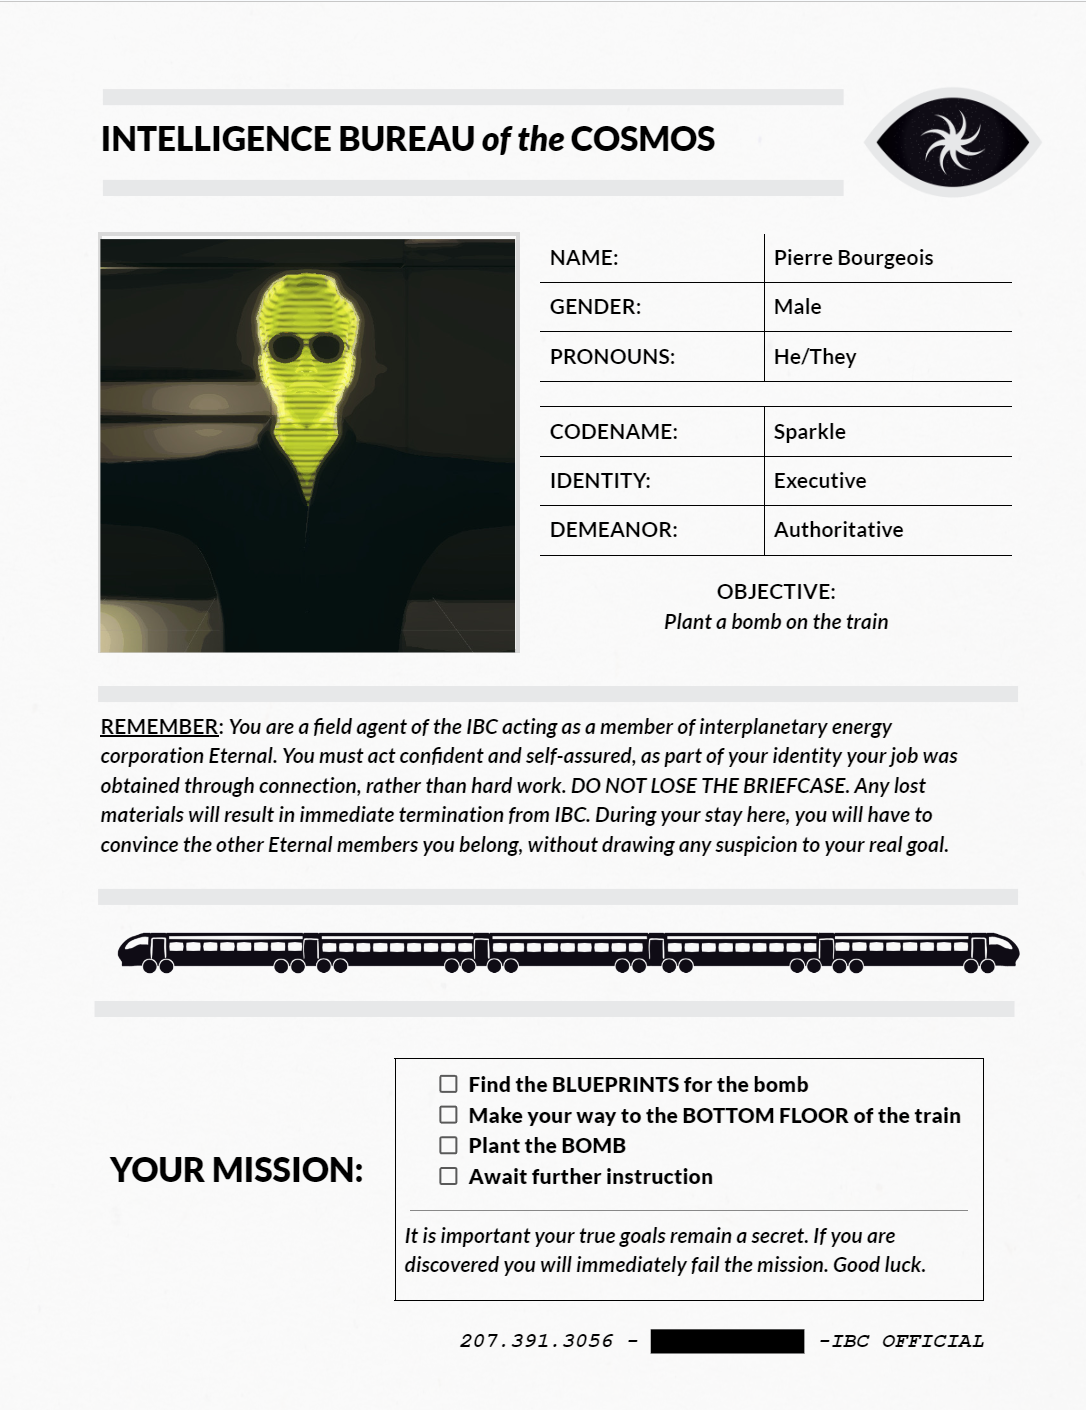 INTELLIGENCE BUREAU of the COSMOS
NAME: Pierre Bourgeois
GENDER: Male
PRONOUNS: He/They
CODENAME: Sparkle
IDENTITY: Executive
DEMEANOR: Authoritative
OBJECTIVE:
Plant a bomb on the train
REMEMBER: You are a field agent of the IBC acting as a member of interplanetary energy
corporation Eternal. You must act confident and self-assured, as part of your identity your job was
obtained through connection, rather than hard work. DO NOT LOSE THE BRIEFCASE. Any lost
materials will result in immediate termination from IBC. During your stay here, you will have to
convince the other Eternal members you belong, without drawing any suspicion to your real goal.
YOUR MISSION:
Find the BLUEPRINTS for the bomb
Make your way to the BOTTOM FLOOR of the train
Plant the BOMB
Await further instruction
It is important your true goals remain a secret. If you are
discovered you will immediately fail the mission. Good luck.
207.391.3056 - -IBC OFFICIAL